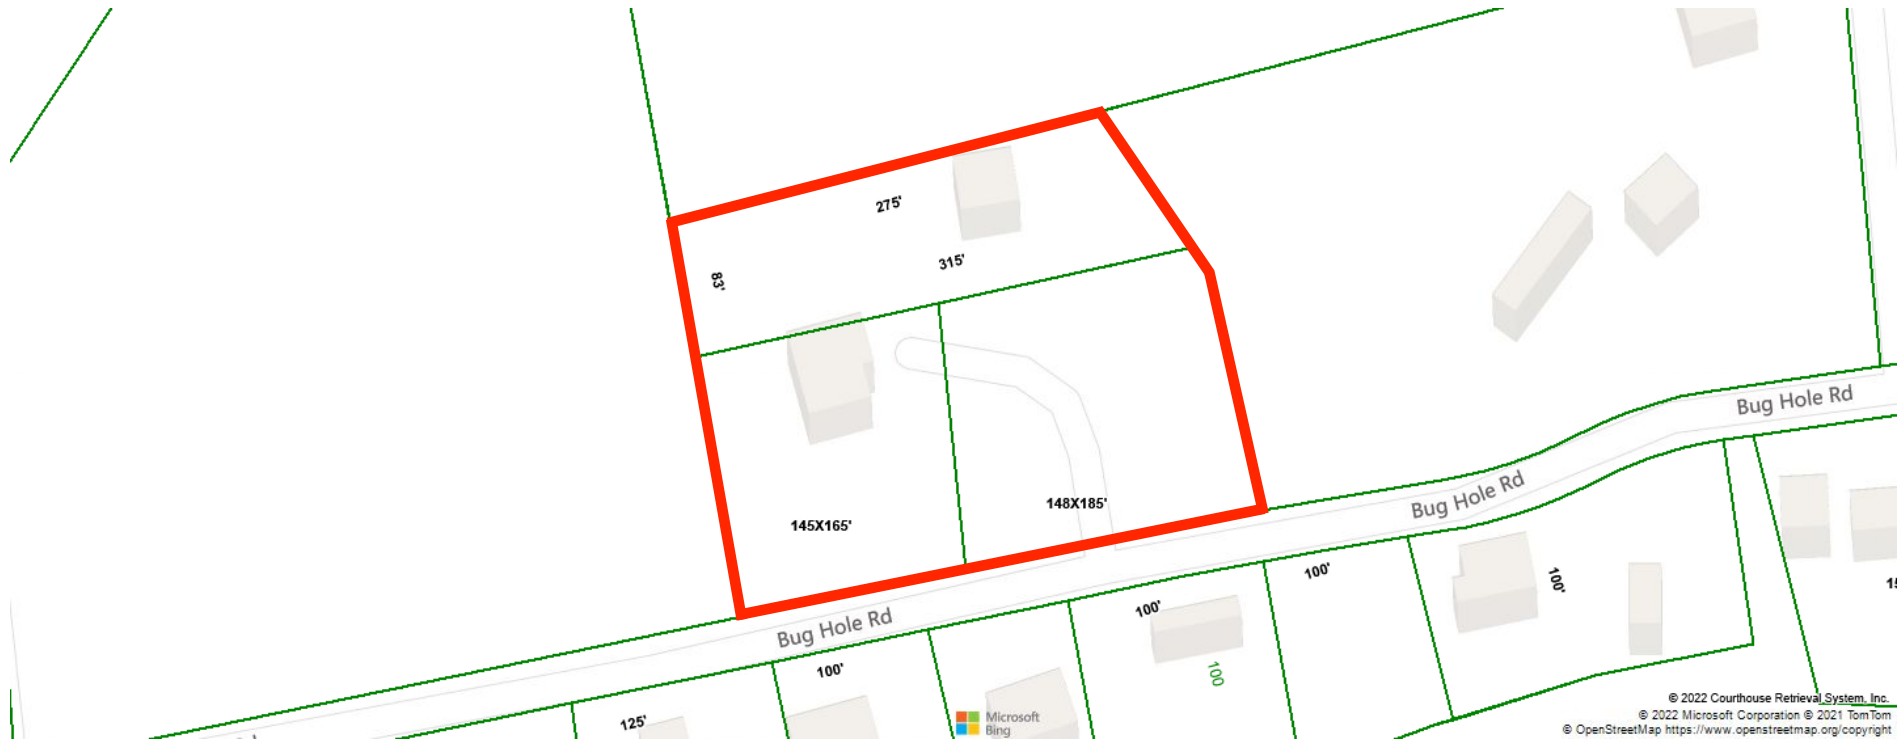 275'
315'
83'
145X165'
148X185'
Bug Hole Rd
Bug Hole Rd
Bug Hole Rd
100'
100'
100'
100'
100
125'
Microsoft
Bing
© 2022 Courthouse Retrieval System, Inc.
© 2022 Microsoft Corporation © 2021 TomTom
© OpenStreetMap https://www.openstreetmap.org/copyright